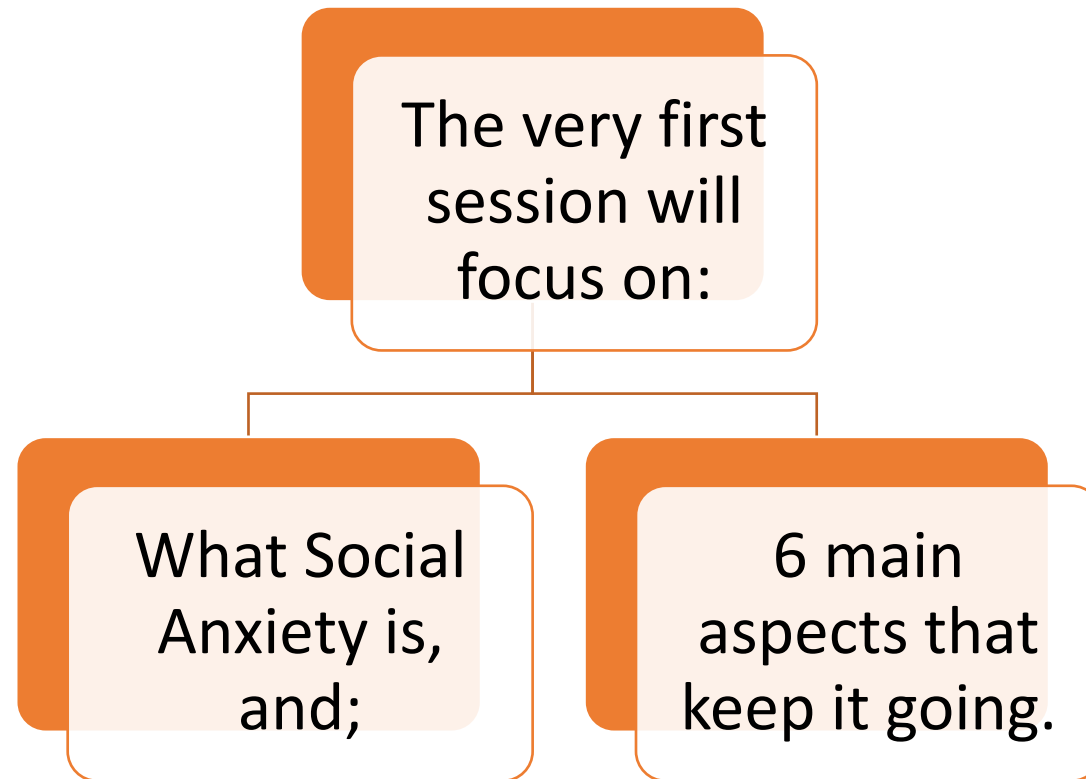 The very first
session will
focus on:
What Social
Anxiety is,
and;
6 main
aspects that
keep it going.